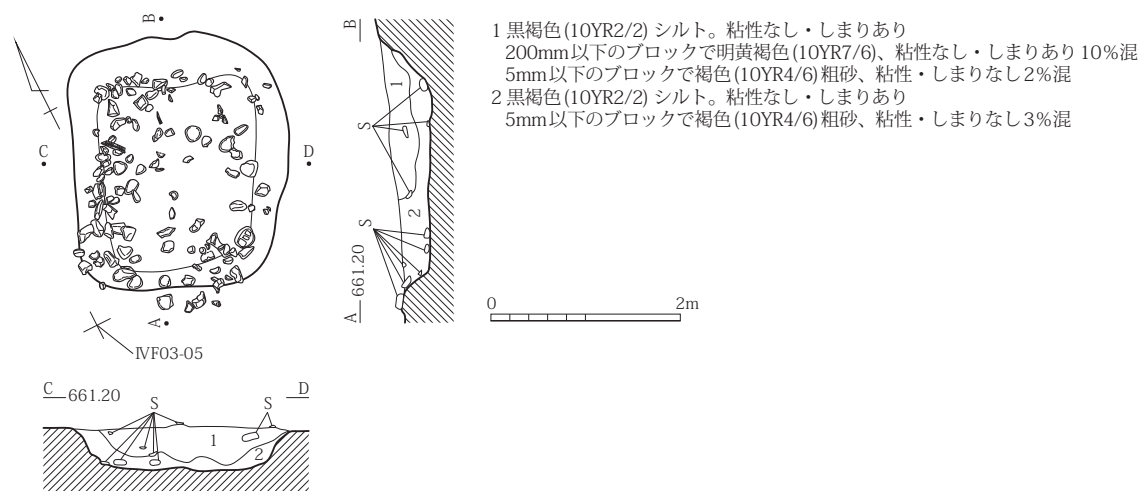 1 黒褐色(10YR2/2) シルト。粘性なし・しまりあり
200mm以下のブロックで明黄褐色(10YR7/6)、粘性なし・しまりあり10%混
5mm以下のブロックで褐色(10YR4/6)粗砂、粘性・しまりなし2%混
2 黒褐色(10YR2/2) シルト。粘性なし・しまりあり
5mm以下のブロックで褐色(10YR4/6)粗砂、粘性・しまりなし3%混
B
C
D
A
ⅣF03-05
B
1
S
2
S
A 661.20
0 2m
C 661.20 D
S S
1
2